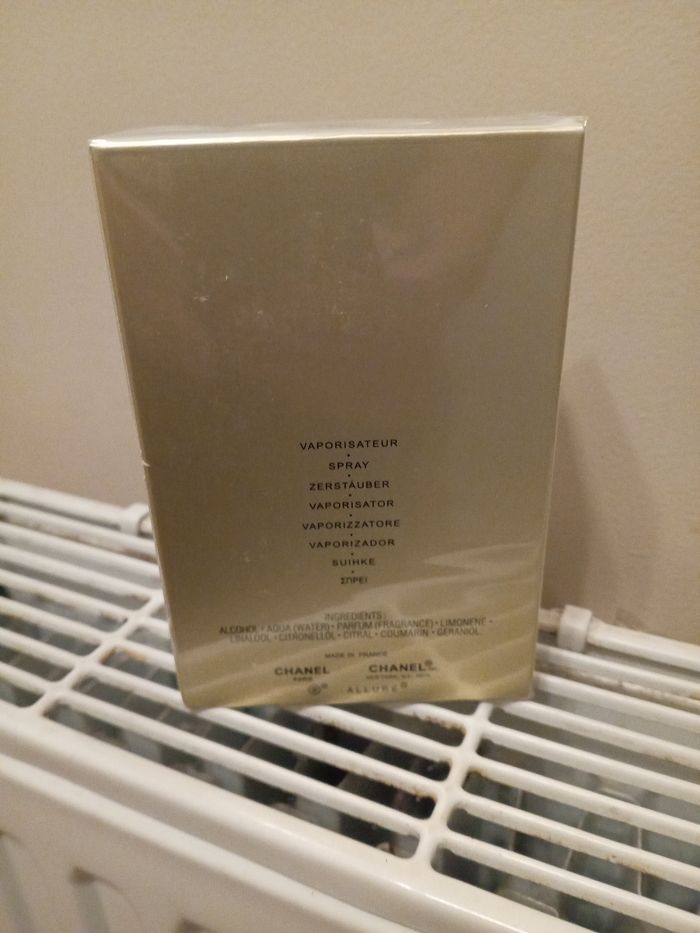 VAPORISATEUR
•
SPRAY
•
ZERSTÄUBER
•
VAPORISATOR
•
VAPORIZZATORE
•
VAPORIZADOR
•
SUIHKE
•
ΣΠΡΕΪ
INGREDIENTS:
ALCOHOL • AQUA (WATER) • PARFUM (FRAGRANCE) • LIMONENE •
LINALOOL • CITRONELLOL • CITRAL • COUMARIN • GERANIOL.
MADE IN FRANCE
CHANEL CHANEL®
PARIS
ALLURE®